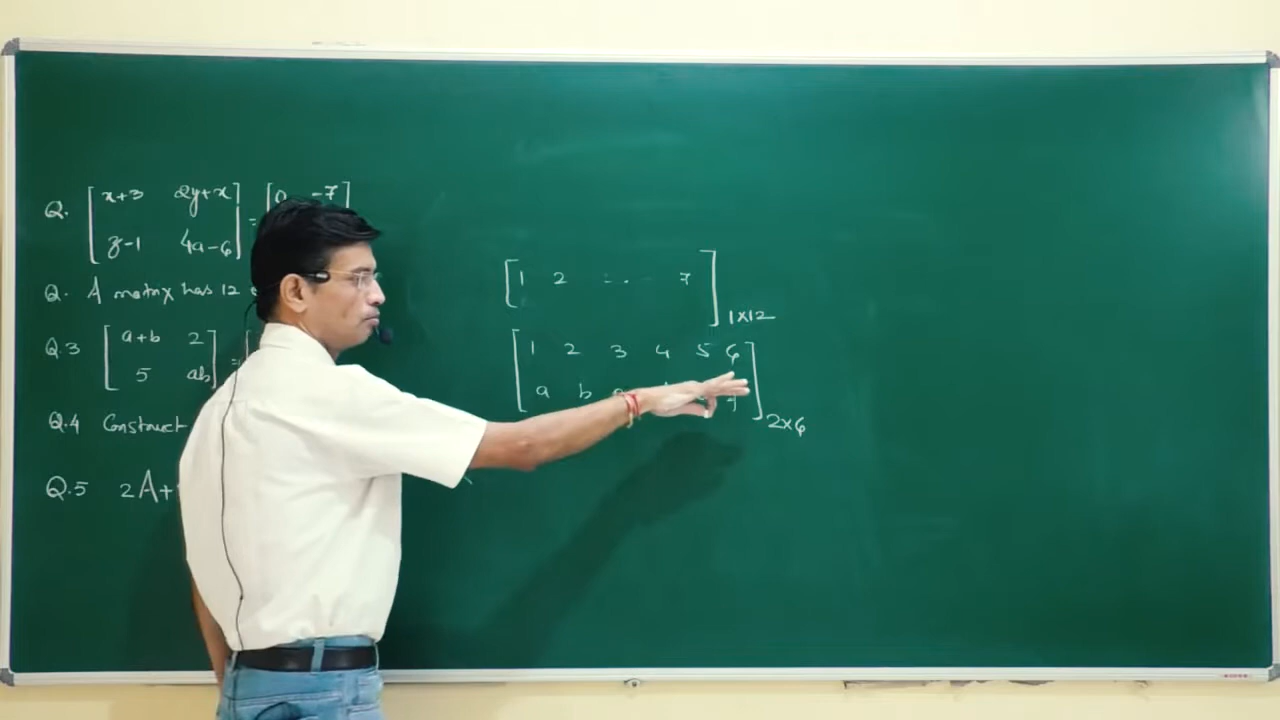 Q. [ x+3 2y+x ] = [ 0 -7 ]
[ z-1 4a-6 ]
Q. A matrix has 12
Q.3 [ a+b 2 ] = [
[ 5 ab ]
Q.4 Construct
Q.5 2A+
[ 1 2 ... 7 ] 1×12
[ 1 2 3 4 5 6 ]
[ a b ] 2×6